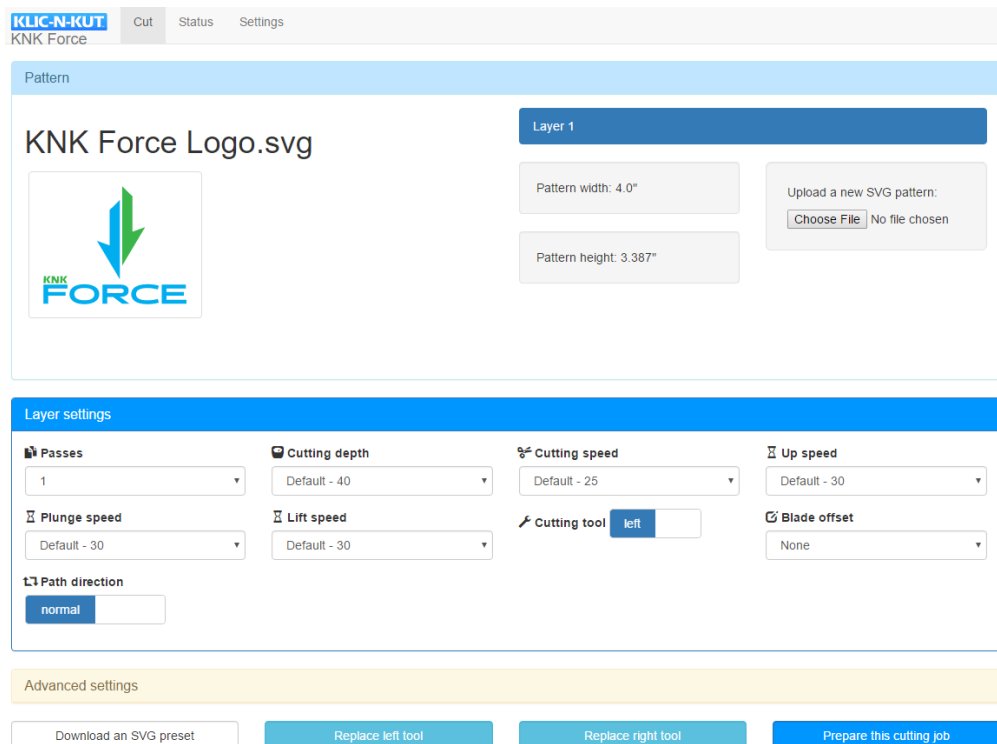 KLIC-N-KUT
KNK Force
Cut
Status
Settings
Pattern
KNK Force Logo.svg
KNK
FORCE
Layer 1
Pattern width: 4.0"
Pattern height: 3.387"
Upload a new SVG pattern:
Choose File No file chosen
Layer settings
Passes
1
Cutting depth
Default - 40
Cutting speed
Default - 25
Up speed
Default - 30
Plunge speed
Default - 30
Lift speed
Default - 30
Cutting tool left
Blade offset
None
Path direction
normal
Advanced settings
Download an SVG preset
Replace left tool
Replace right tool
Prepare this cutting job